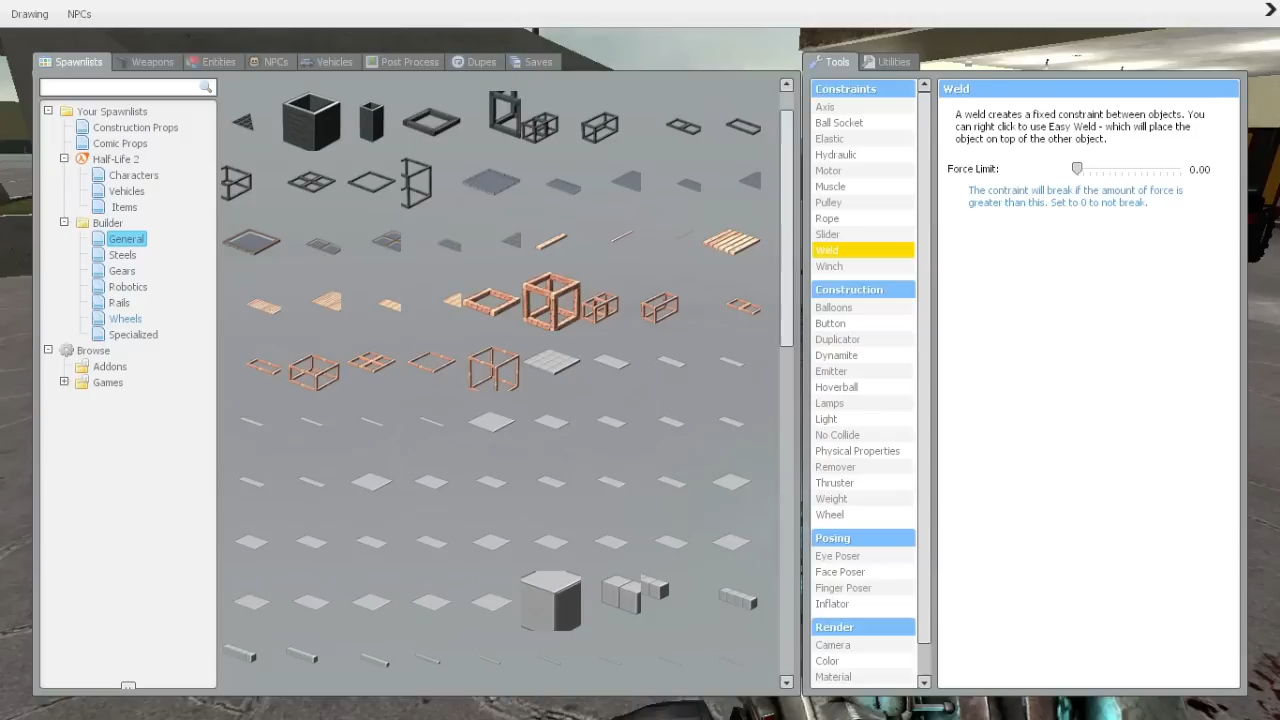 Drawing NPCs
Spawnlists Weapons Entities NPCs Vehicles Post Process Dupes Saves
Your Spawnlists
Construction Props
Comic Props
Half-Life 2
Characters
Vehicles
Items
Builder
General
Steels
Gears
Robotics
Rails
Wheels
Specialized
Browse
Addons
Games
Tools Utilities
Constraints
Axis
Ball Socket
Elastic
Hydraulic
Motor
Muscle
Pulley
Rope
Slider
Weld
Winch
Construction
Balloons
Button
Duplicator
Dynamite
Emitter
Hoverball
Lamps
Light
No Collide
Physical Properties
Remover
Thruster
Weight
Wheel
Posing
Eye Poser
Face Poser
Finger Poser
Inflator
Render
Camera
Color
Material
Weld
A weld creates a fixed constraint between objects. You
can right click to use Easy Weld - which will place the
object on top of the other object.
Force Limit: 0.00
The contraint will break if the amount of force is
greater than this. Set to 0 to not break.